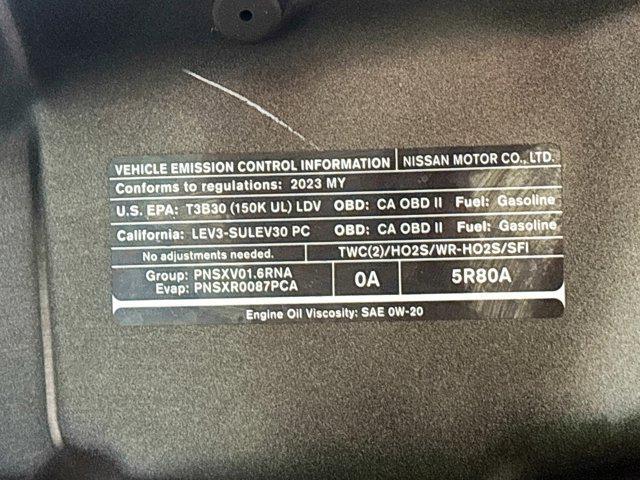 VEHICLE EMISSION CONTROL INFORMATION NISSAN MOTOR CO., LTD.
Conforms to regulations: 2023 MY
U.S. EPA: T3B30 (150K UL) LDV OBD: CA OBD II Fuel: Gasoline
California: LEV3-SULEV30 PC OBD: CA OBD II Fuel: Gasoline
No adjustments needed. TWC(2)/HO2S/WR-HO2S/SFI
Group: PNSXV01.6RNA 0A 5R80A
Evap: PNSXR0087PCA
Engine Oil Viscosity: SAE 0W-20